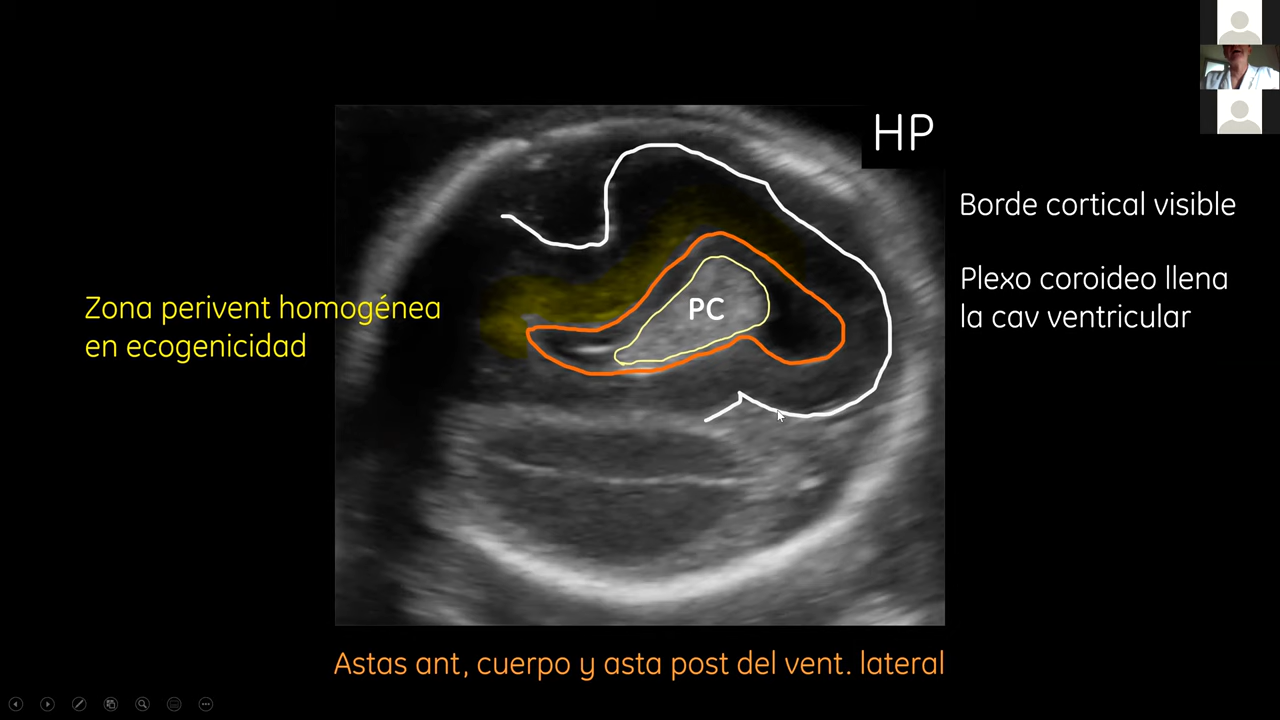 HP
Borde cortical visible
Plexo coroideo llena
la cav ventricular
Zona perivent homogénea
en ecogenicidad
PC
Astas ant, cuerpo y asta post del vent. lateral